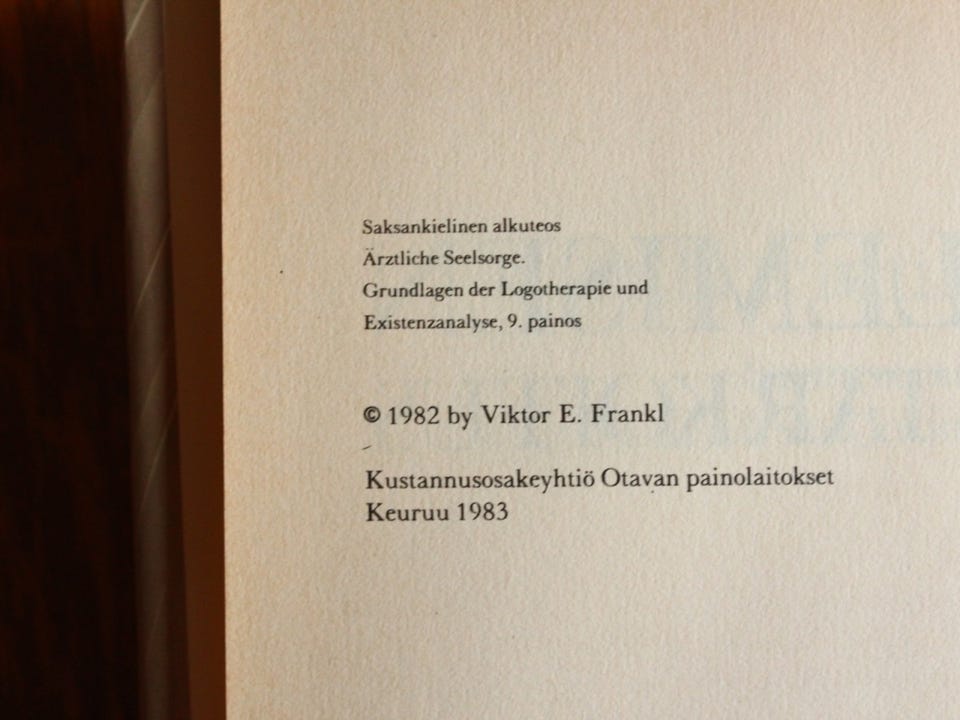 Saksankielinen alkuteos
Ärztliche Seelsorge.
Grundlagen der Logotherapie und
Existenzanalyse, 9. painos
© 1982 by Viktor E. Frankl
Kustannusosakeyhtiö Otavan painolaitokset
Keuruu 1983